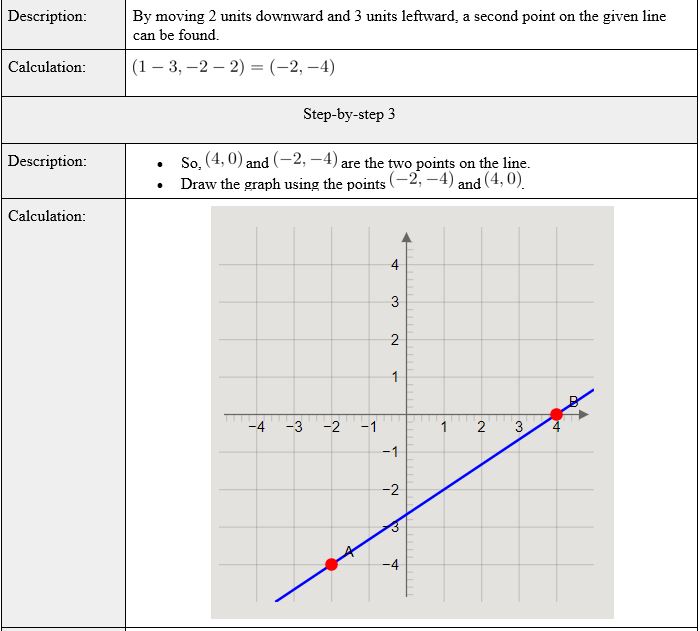 Description:
By moving 2 units downward and 3 units leftward, a second point on the given line
can be found.
Calculation:
(1 − 3, −2 − 2) = (−2, −4)
Step-by-step 3
Description:
• So, (4, 0) and (−2, −4) are the two points on the line.
• Draw the graph using the points (−2, −4) and (4, 0).
Calculation:
4
3
2
1
B
−4 −3 −2 −1 1 2 3 4
−1
−2
−3
A
−4